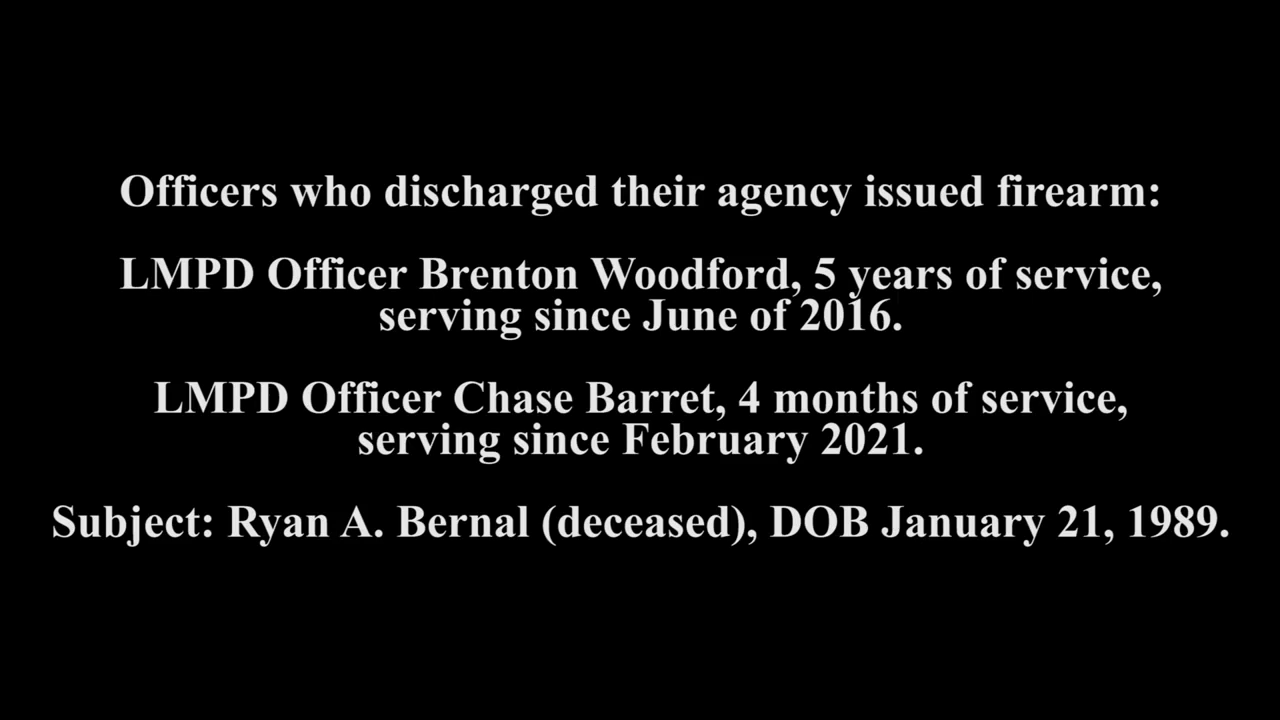 Officers who discharged their agency issued firearm:
LMPD Officer Brenton Woodford, 5 years of service,
serving since June of 2016.
LMPD Officer Chase Barret, 4 months of service,
serving since February 2021.
Subject: Ryan A. Bernal (deceased), DOB January 21, 1989.